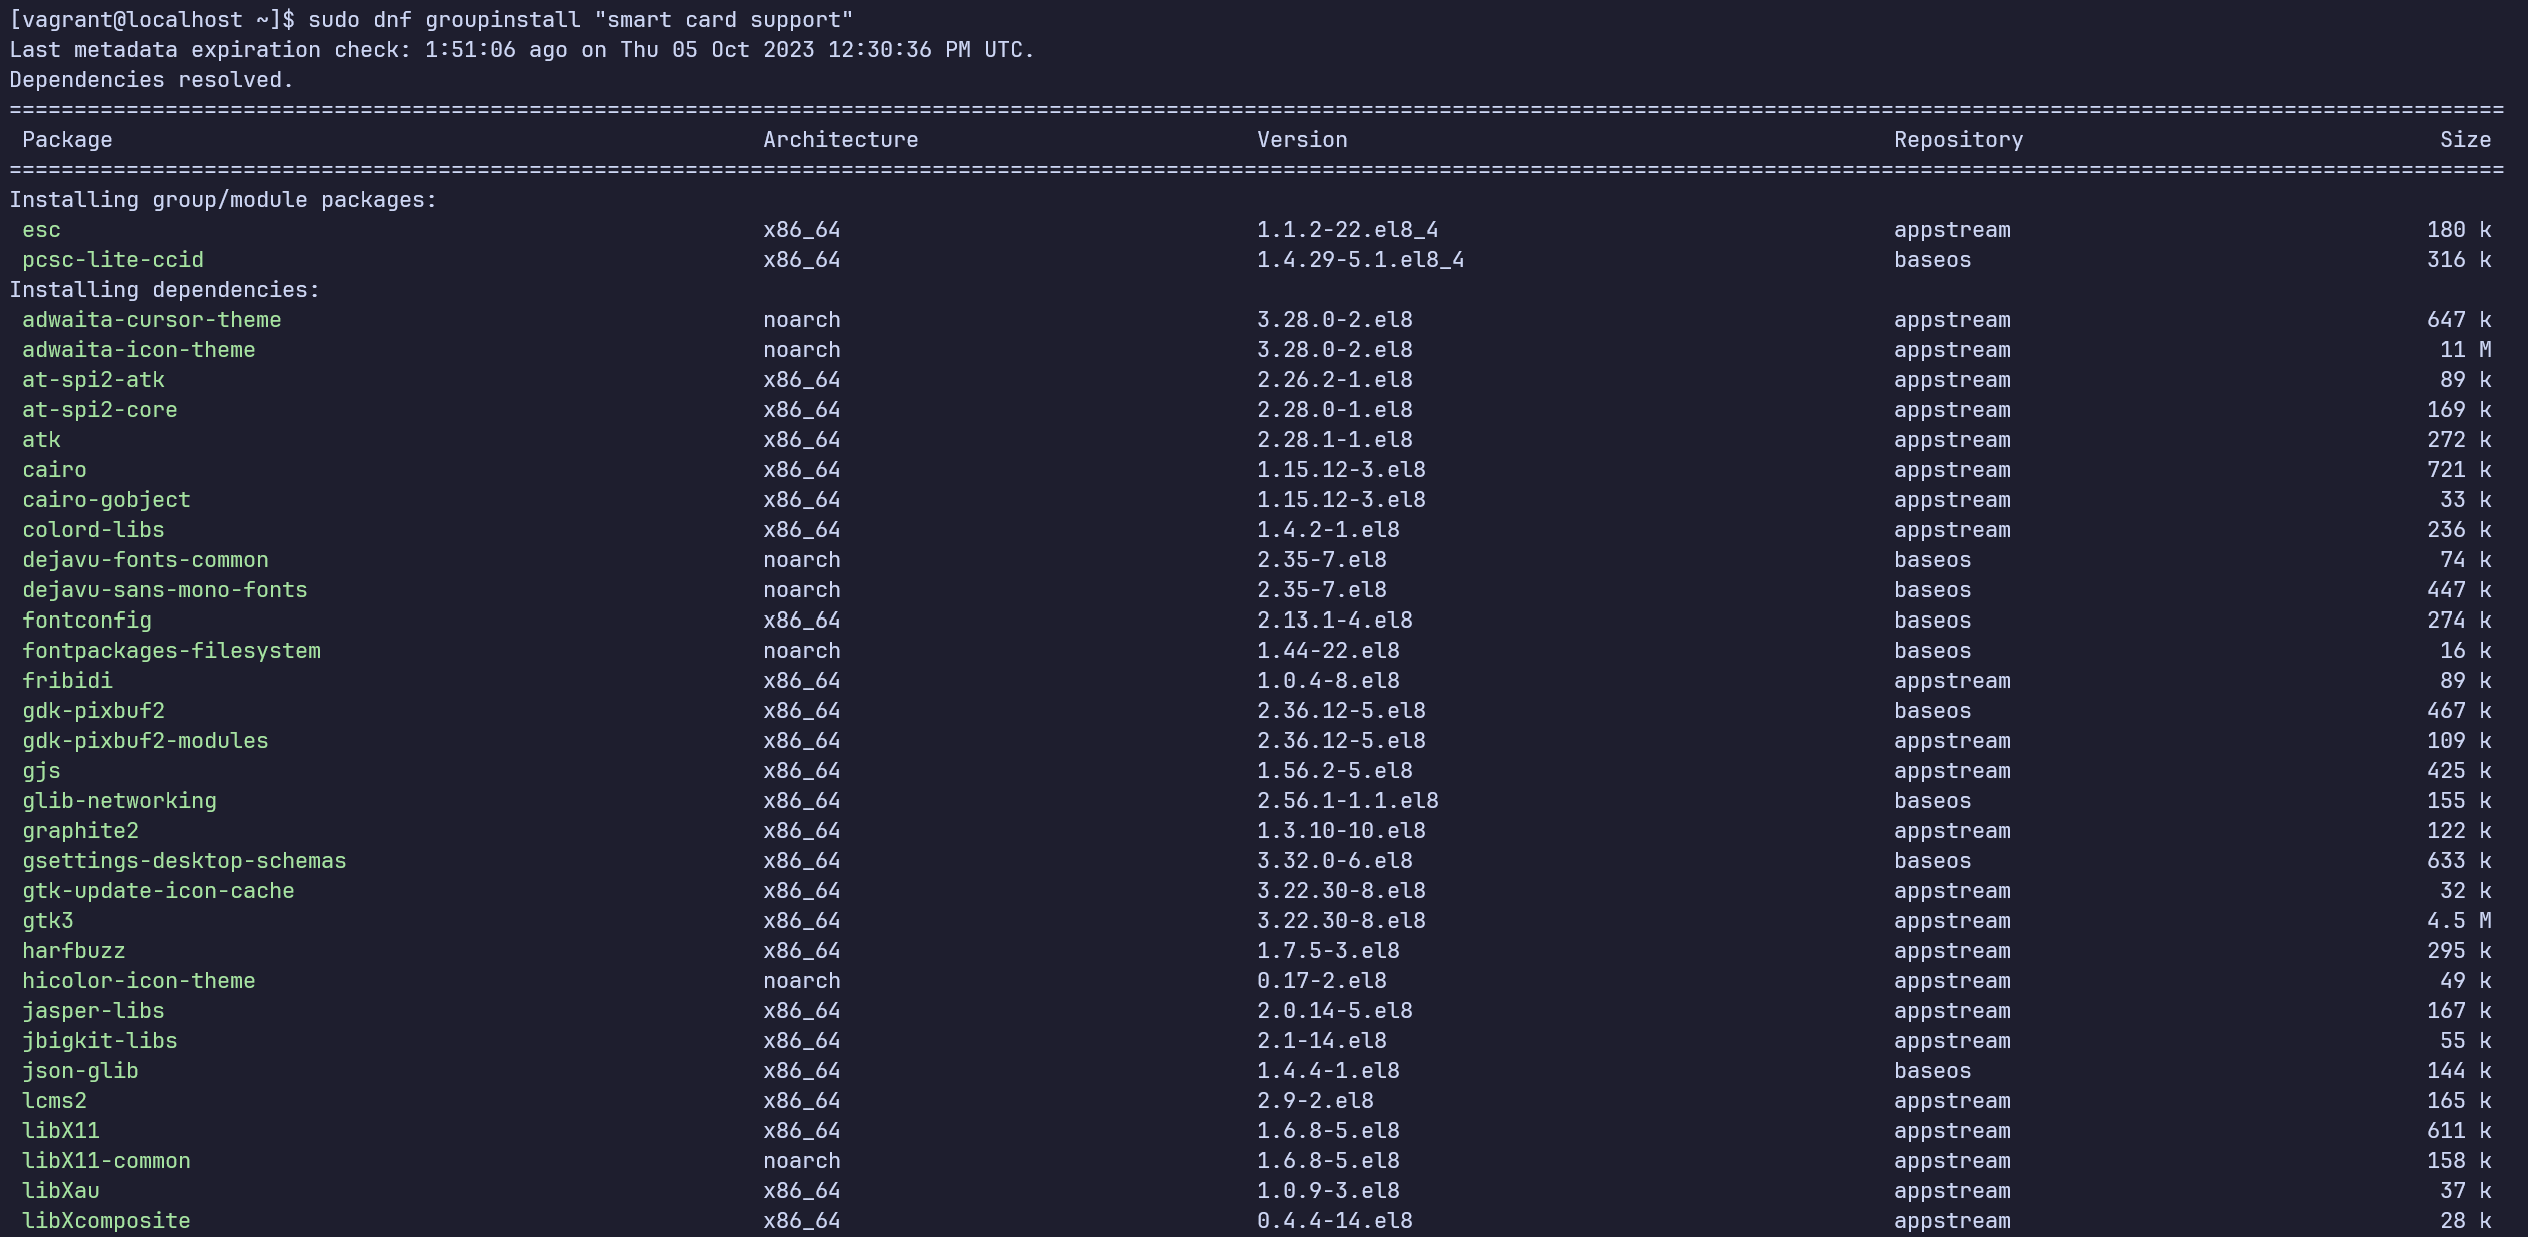 [vagrant@localhost ~]$ sudo dnf groupinstall "smart card support"
Last metadata expiration check: 1:51:06 ago on Thu 05 Oct 2023 12:30:36 PM UTC.
Dependencies resolved.
================================================================================
Package Architecture Version Repository Size
================================================================================
Installing group/module packages:
esc x86_64 1.1.2-22.el8_4 appstream 180 k
pcsc-lite-ccid x86_64 1.4.29-5.1.el8_4 baseos 316 k
Installing dependencies:
adwaita-cursor-theme noarch 3.28.0-2.el8 appstream 647 k
adwaita-icon-theme noarch 3.28.0-2.el8 appstream 11 M
at-spi2-atk x86_64 2.26.2-1.el8 appstream 89 k
at-spi2-core x86_64 2.28.0-1.el8 appstream 169 k
atk x86_64 2.28.1-1.el8 appstream 272 k
cairo x86_64 1.15.12-3.el8 appstream 721 k
cairo-gobject x86_64 1.15.12-3.el8 appstream 33 k
colord-libs x86_64 1.4.2-1.el8 appstream 236 k
dejavu-fonts-common noarch 2.35-7.el8 baseos 74 k
dejavu-sans-mono-fonts noarch 2.35-7.el8 baseos 447 k
fontconfig x86_64 2.13.1-4.el8 baseos 274 k
fontpackages-filesystem noarch 1.44-22.el8 baseos 16 k
fribidi x86_64 1.0.4-8.el8 appstream 89 k
gdk-pixbuf2 x86_64 2.36.12-5.el8 baseos 467 k
gdk-pixbuf2-modules x86_64 2.36.12-5.el8 appstream 109 k
gjs x86_64 1.56.2-5.el8 appstream 425 k
glib-networking x86_64 2.56.1-1.1.el8 baseos 155 k
graphite2 x86_64 1.3.10-10.el8 appstream 122 k
gsettings-desktop-schemas x86_64 3.32.0-6.el8 baseos 633 k
gtk-update-icon-cache x86_64 3.22.30-8.el8 appstream 32 k
gtk3 x86_64 3.22.30-8.el8 appstream 4.5 M
harfbuzz x86_64 1.7.5-3.el8 appstream 295 k
hicolor-icon-theme noarch 0.17-2.el8 appstream 49 k
jasper-libs x86_64 2.0.14-5.el8 appstream 167 k
jbigkit-libs x86_64 2.1-14.el8 appstream 55 k
json-glib x86_64 1.4.4-1.el8 baseos 144 k
lcms2 x86_64 2.9-2.el8 appstream 165 k
libX11 x86_64 1.6.8-5.el8 appstream 611 k
libX11-common noarch 1.6.8-5.el8 appstream 158 k
libXau x86_64 1.0.9-3.el8 appstream 37 k
libXcomposite x86_64 0.4.4-14.el8 appstream 28 k